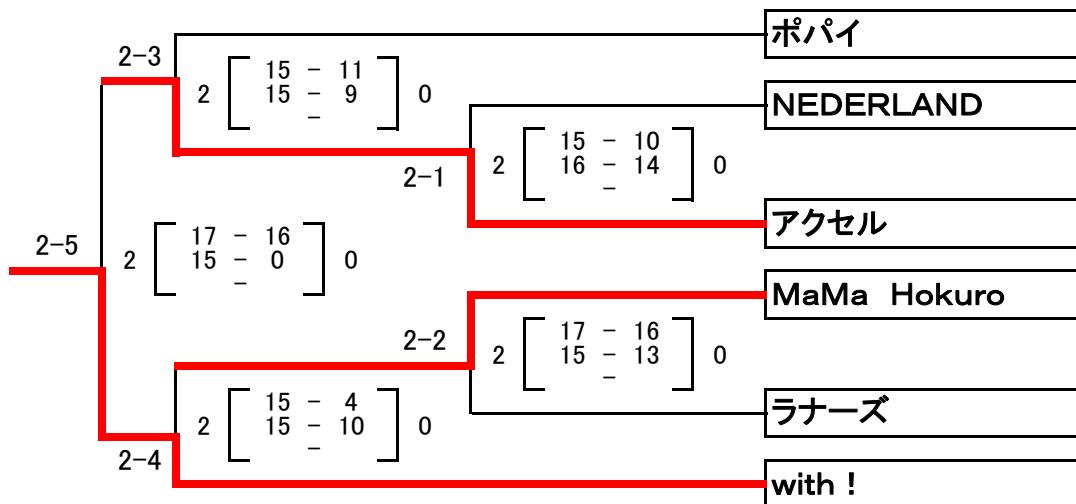 ポパイ
2-3
15 - 11
2 15 - 9 0
-
NEDERLAND
15 - 10
2 16 - 14 0
-
2-1
アクセル
17 - 16
2-5 2 15 - 0 0
-
MaMa Hokuro
2-2
17 - 16
2 15 - 13 0
-
15 - 4
2 15 - 10 0
-
ラナーズ
2-4
with !